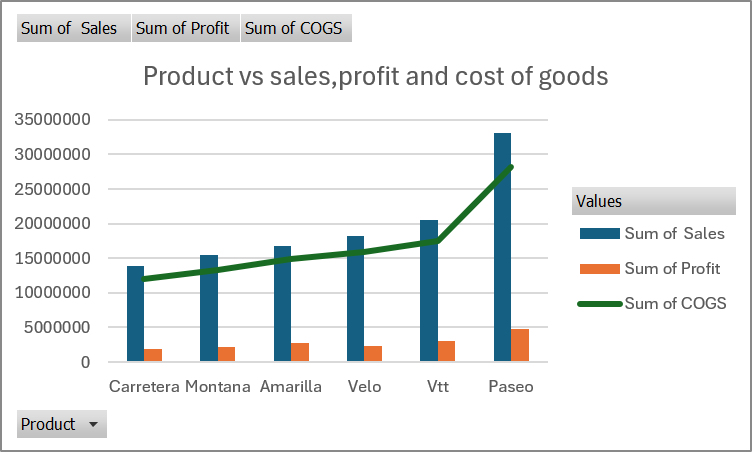 Sum of  Sales Sum of Profit Sum of COGS
Product vs sales,profit and cost of goods
35000000
30000000
25000000
20000000
15000000
10000000
5000000
0
Carretera Montana Amarilla Velo Vtt Paseo
Values
Sum of  Sales
Sum of Profit
Sum of COGS
Product